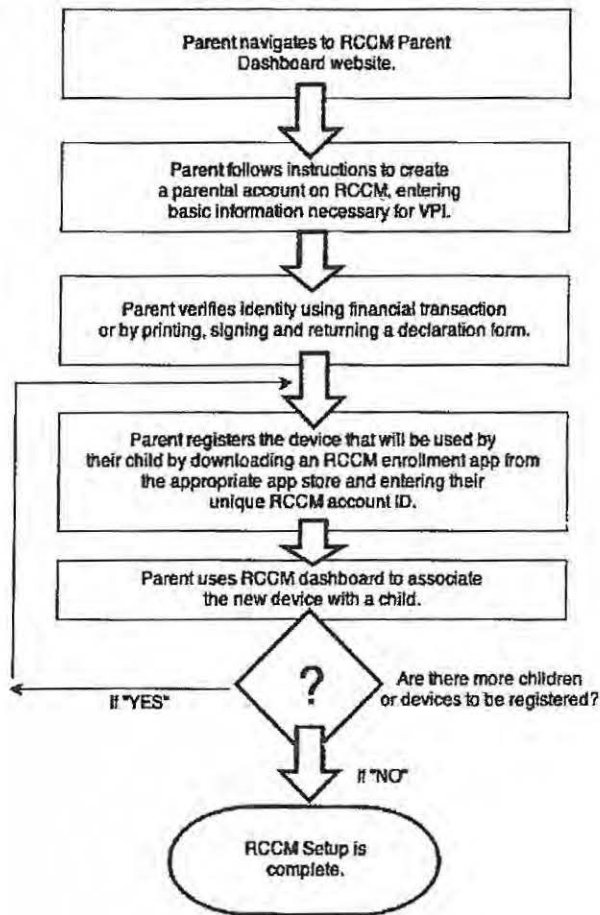 Parent navigates to RCCM Parent
Dashboard website.
Parent follows instructions to create
a parental account on RCCM, entering
basic information necessary for VPI.
Parent verifies identity using financial transaction
or by printing, signing and returning a declaration form.
Parent registers the device that will be used by
their child by downloading an RCCM enrollment app from
the appropriate app store and entering their
unique RCCM account ID.
Parent uses RCCM dashboard to associate
the new device with a child.
?
Are there more children
or devices to be registered?
If "YES"
If "NO"
RCCM Setup is
complete.